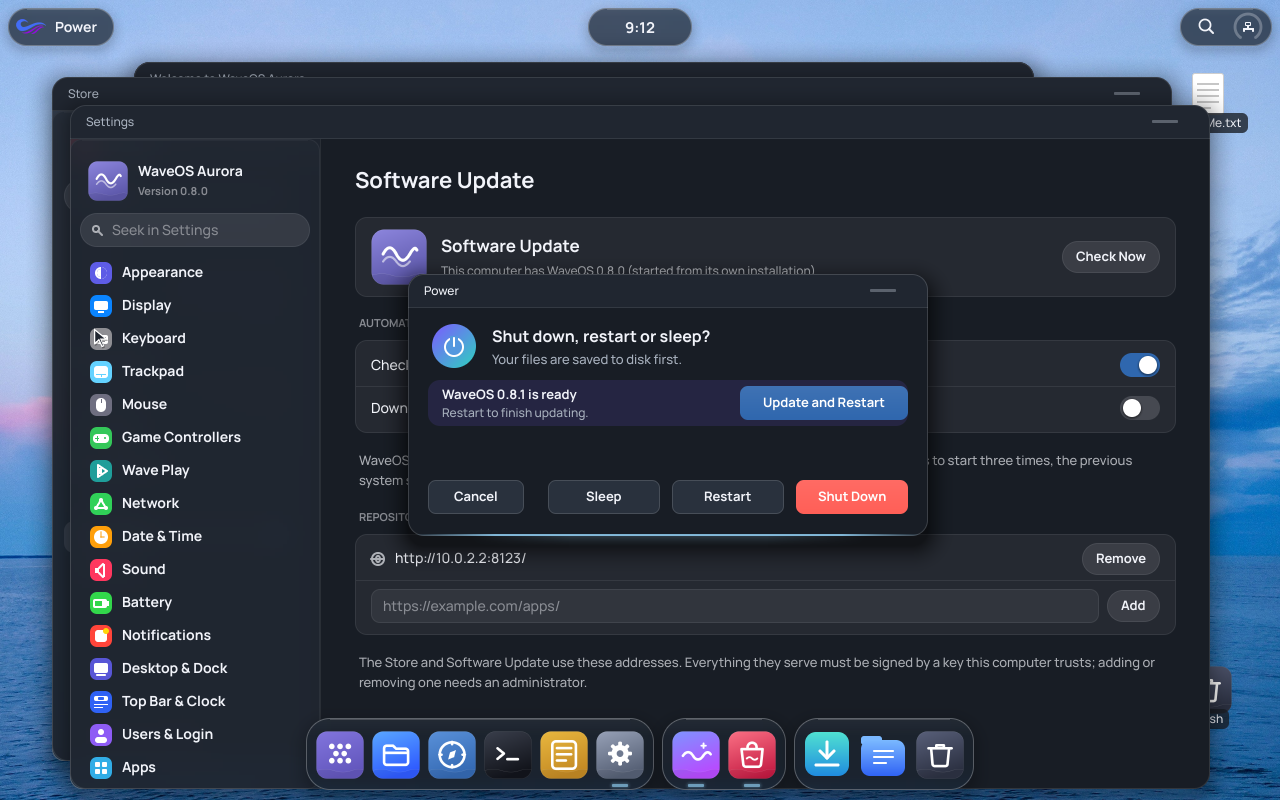 Power
9:12
Welcome to WaveOS Aurora
Store
Me.txt
Settings
WaveOS Aurora
Version 0.8.0
Seek in Settings
Appearance
Display
Keyboard
Trackpad
Mouse
Game Controllers
Wave Play
Network
Date & Time
Sound
Battery
Notifications
Desktop & Dock
Top Bar & Clock
Users & Login
Apps
Software Update
Software Update
This computer has WaveOS 0.8.0 (started from its own installation)
Check Now
Power
Shut down, restart or sleep?
Your files are saved to disk first.
WaveOS 0.8.1 is ready
Restart to finish updating.
Update and Restart
Cancel
Sleep
Restart
Shut Down
WaveOS
to start three times, the previous
system
http://10.0.2.2:8123/
Remove
https://example.com/apps/
Add
The Store and Software Update use these addresses. Everything they serve must be signed by a key this computer trusts; adding or
removing one needs an administrator.